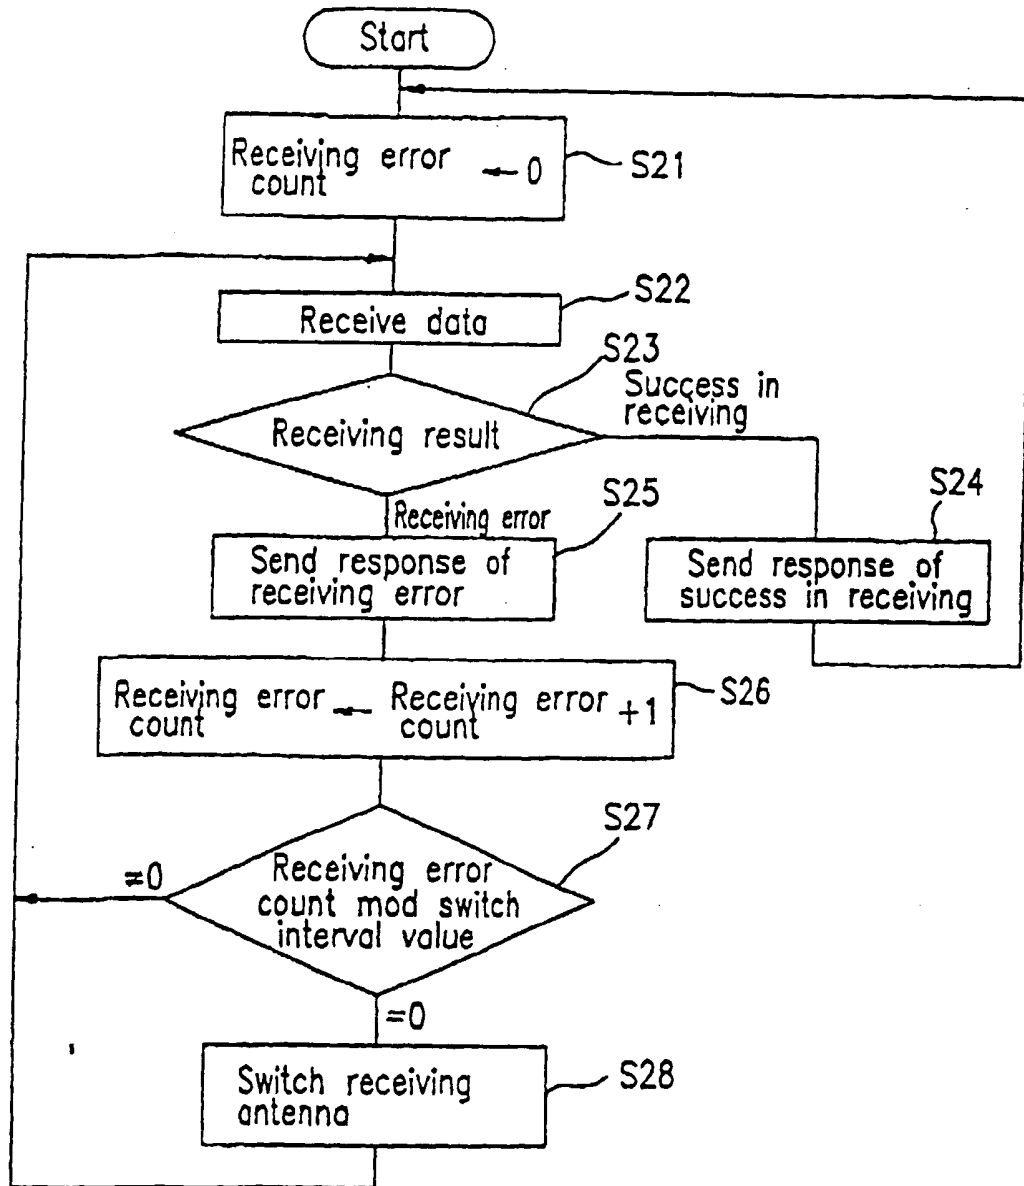 Start
Receiving error
count ← 0
S21
Receive data
S22
S23
Success in
receiving
Receiving result
Receiving error
S25
S24
Send response of
receiving error
Send response of
success in receiving
Receiving error
count ← Receiving error
count +1
S26
S27
≠0
Receiving error
count mod switch
interval value
=0
Switch receiving
antenna
S28